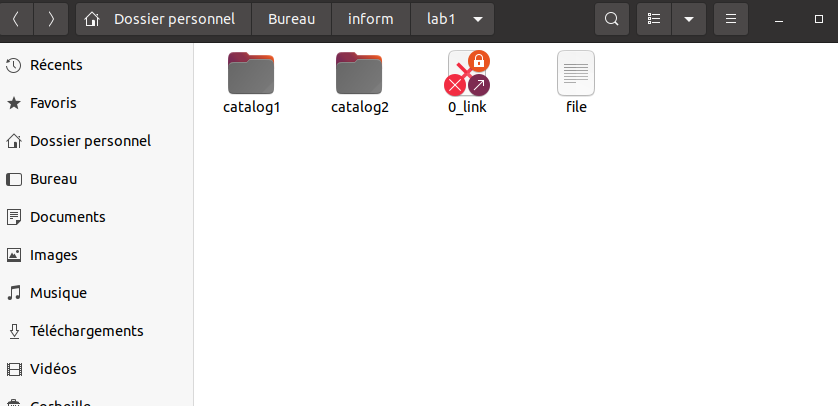 Dossier personnel Bureau inform lab1
Récents
Favoris
Dossier personnel
Bureau
Documents
Images
Musique
Téléchargements
Vidéos
Corbeille
catalog1 catalog2 0_link file